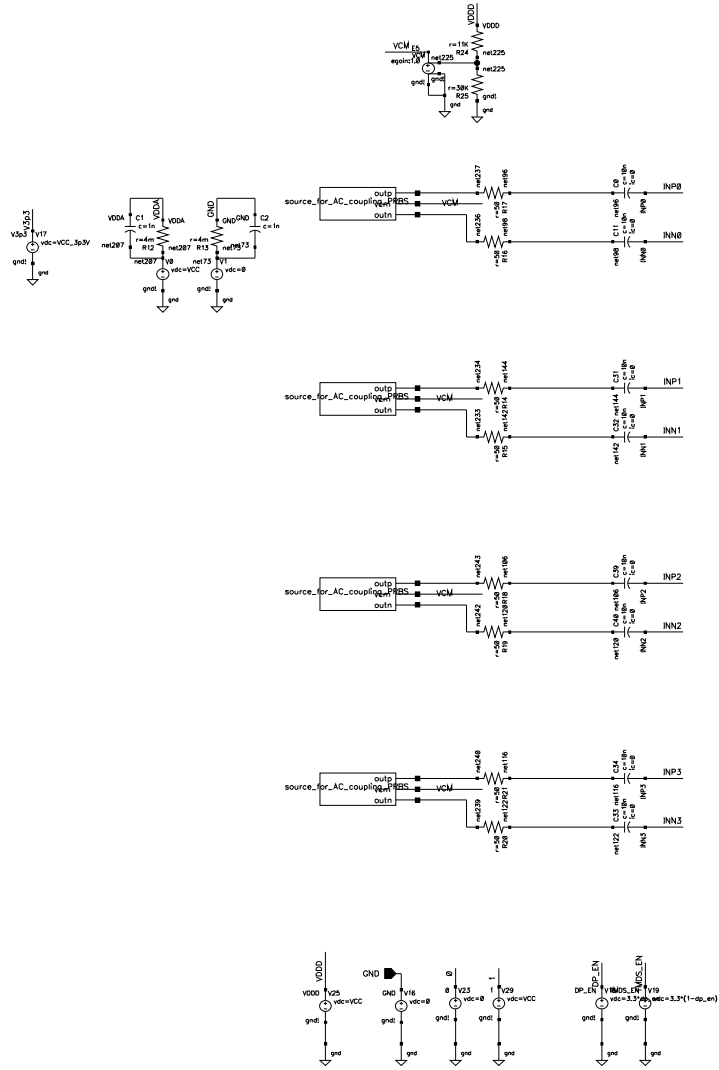 VDDD
VDDD
r=11K
R24
net225
VCM
E5
VCM
egain:1.0
net225
net225
gnd!
gnd!
r=30K
R25
gnd!
gnd
gnd
V3p3
V3p3
V17
vdc=VCC_3p3V
gnd!
gnd
VDDA
VDDA
C1
c=1n
VDDA
r=4m
R12
net207
net207
net207
V0
vdc=VCC
gnd!
gnd
GND
GND
GND
C2
c=1n
r=4m
R13
net73
net73
V1
vdc=0
gnd!
gnd
source_for_AC_coupling_PRBS
outp
vcm
outn
VCM
net237
net96
r=50
R17
net236
net98
r=50
R16
net96
C0
c=10n
ic=0
INP0
INP0
net98
C11
c=10n
ic=0
INN0
INN0
source_for_AC_coupling_PRBS
outp
vcm
outn
VCM
net234
net144
r=50
R14
net233
net142
r=50
R15
net144
C31
c=10n
ic=0
INP1
INP1
net142
C32
c=10n
ic=0
INN1
INN1
source_for_AC_coupling_PRBS
outp
vcm
outn
VCM
net243
net106
r=50
R18
net242
net120
r=50
R19
net106
C39
c=10n
ic=0
INP2
INP2
net120
C40
c=10n
ic=0
INN2
INN2
source_for_AC_coupling_PRBS
outp
vcm
outn
VCM
net240
net116
r=50
R21
net239
net122
r=50
R20
net116
C34
c=10n
ic=0
INP3
INP3
net122
C33
c=10n
ic=0
INN3
INN3
VDDD
VDDD
V25
vdc=VCC
gnd!
gnd
GND
GND
V16
vdc=0
gnd!
gnd
0
0
V23
vdc=0
gnd!
gnd
1
1
V29
vdc=VCC
gnd!
gnd
DP_EN
DP_EN
gnd!
gnd
V19
vdc=3.3*(1-dp_en)
gnd!
gnd